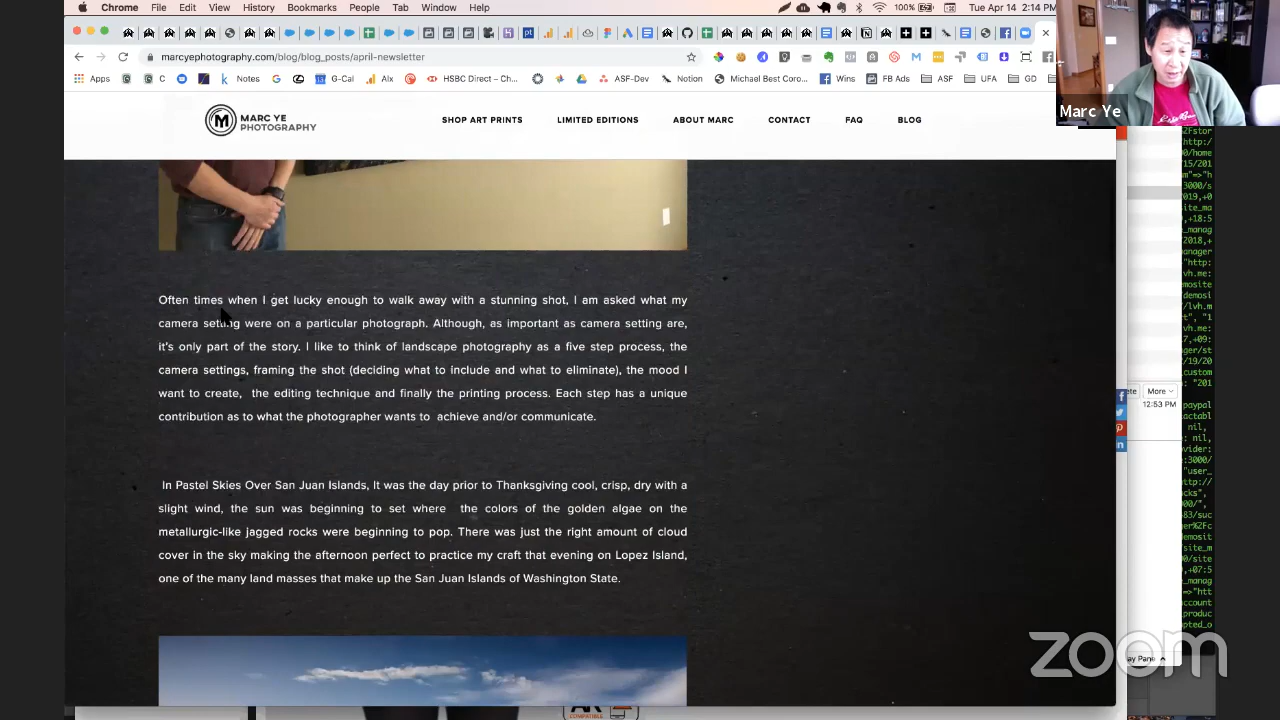 Chrome File Edit View History Bookmarks People Tab Window Help
100% Tue Apr 14 2:14 PM
marcyephotography.com/blog/blog_posts/april-newsletter
Apps Notes G-Cal Alx HSBC Direct – Ch... ASF-Dev Notion Michael Best Coro... Wins FB Ads ASF UFA GD
Marc Ye
MARC YE
PHOTOGRAPHY
SHOP ART PRINTS LIMITED EDITIONS ABOUT MARC CONTACT FAQ BLOG
Often times when I get lucky enough to walk away with a stunning shot, I am asked what my
camera setting were on a particular photograph. Although, as important as camera setting are,
it's only part of the story. I like to think of landscape photography as a five step process, the
camera settings, framing the shot (deciding what to include and what to eliminate), the mood I
want to create, the editing technique and finally the printing process. Each step has a unique
contribution as to what the photographer wants to achieve and/or communicate.
In Pastel Skies Over San Juan Islands, It was the day prior to Thanksgiving cool, crisp, dry with a
slight wind, the sun was beginning to set where the colors of the golden algae on the
metallurgic-like jagged rocks were beginning to pop. There was just the right amount of cloud
cover in the sky making the afternoon perfect to practice my craft that evening on Lopez Island,
one of the many land masses that make up the San Juan Islands of Washington State.
More
12:53 PM
zoom